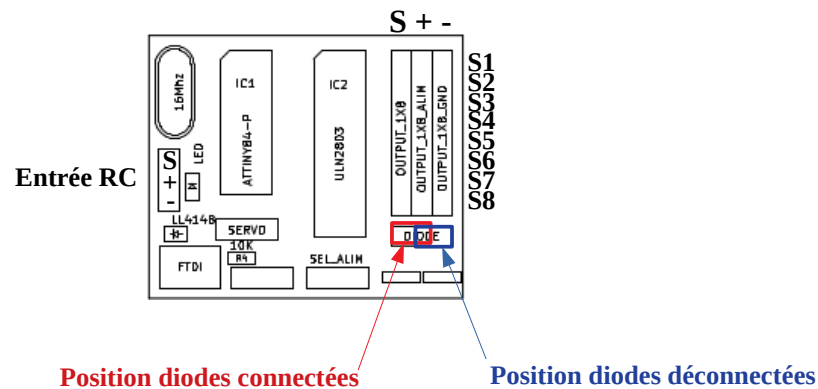 S + -
S1
S2
S3
S4
S5
S6
S7
S8
16Mhz
IC1
ATTINY84-P
IC2
ULN2803
OUTPUT_1X8
OUTPUT_1X8_ALIM
OUTPUT_1X8_GND
Entrée RC
S
+
-
LED
LL4148
SERVO
10K
R4
FTDI
SEL_ALIM
DIODE
Position diodes connectées
Position diodes déconnectées